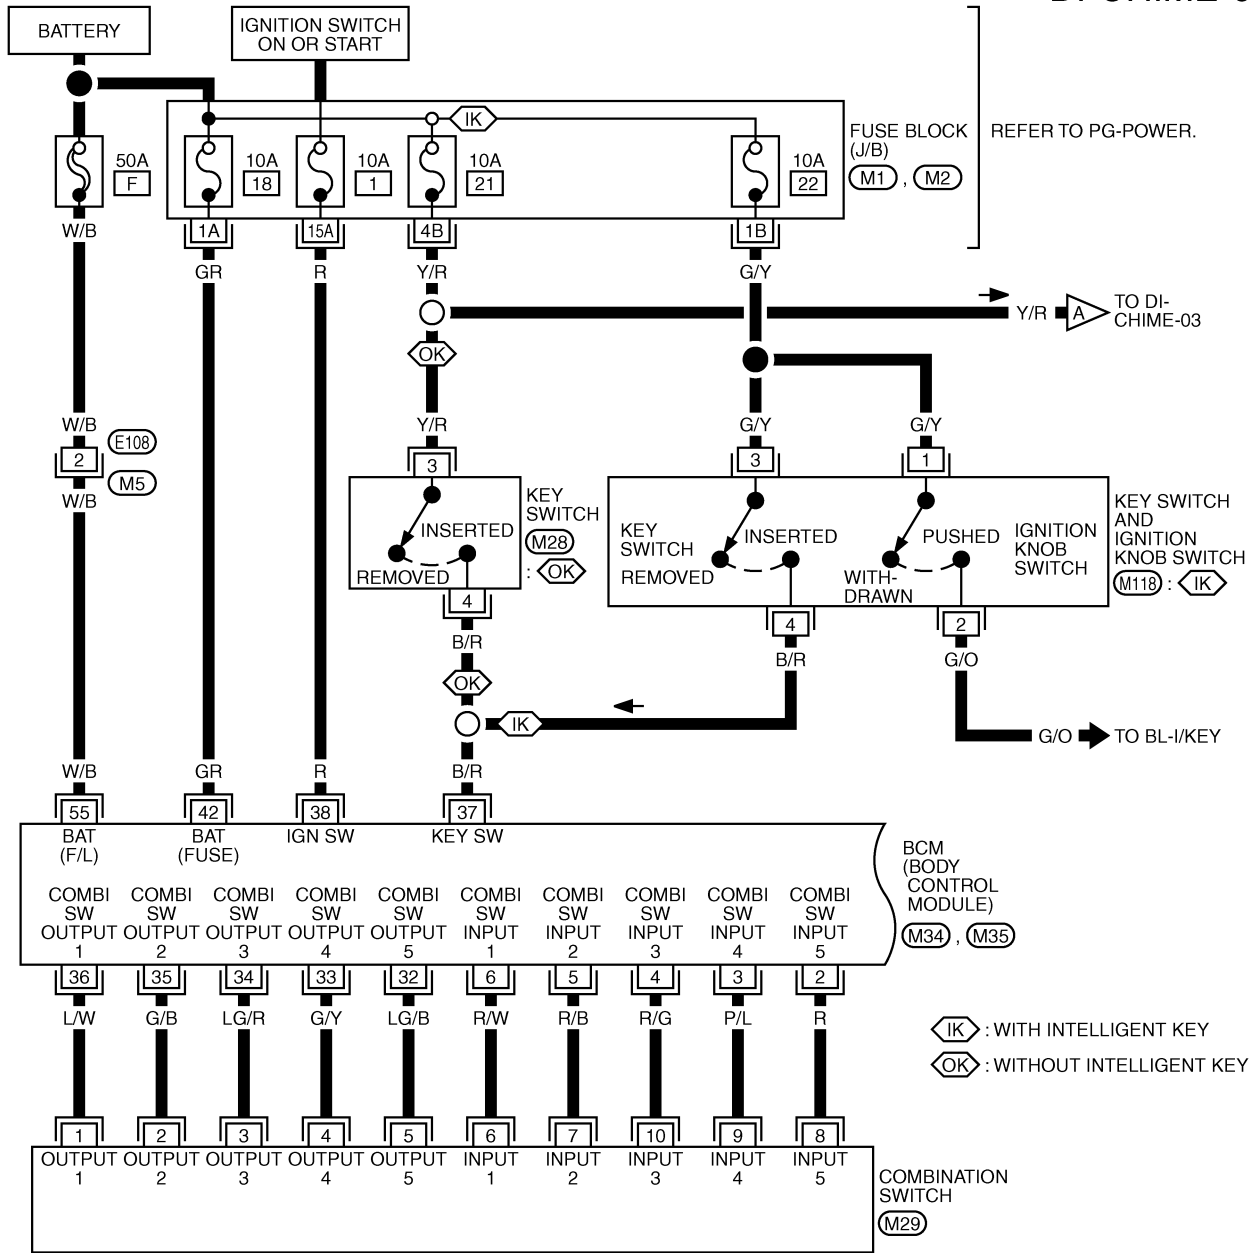 BATTERY
IGNITION SWITCH
ON OR START
IK
50A
F
10A
18
10A
1
10A
21
10A
22
FUSE BLOCK
(J/B)
M1 , M2
REFER TO PG-POWER.
W/B
1A
15A
4B
1B
GR
R
Y/R
G/Y
Y/R
A
TO DI-
CHIME-03
OK
W/B
Y/R
G/Y
G/Y
2
E108
M5
W/B
3
3
1
KEY
SWITCH
M28
: OK
INSERTED
REMOVED
KEY
SWITCH
INSERTED
REMOVED
PUSHED
WITH-
DRAWN
IGNITION
KNOB
SWITCH
KEY SWITCH
AND
IGNITION
KNOB SWITCH
M118 : IK
4
4
2
B/R
B/R
G/O
OK
IK
G/O
TO BL-I/KEY
W/B
GR
R
B/R
55
42
38
37
BAT
(F/L)
BAT
(FUSE)
IGN SW
KEY SW
BCM
(BODY
CONTROL
MODULE)
M34 , M35
COMBI
SW
OUTPUT
1
COMBI
SW
OUTPUT
2
COMBI
SW
OUTPUT
3
COMBI
SW
OUTPUT
4
COMBI
SW
OUTPUT
5
COMBI
SW
INPUT
1
COMBI
SW
INPUT
2
COMBI
SW
INPUT
3
COMBI
SW
INPUT
4
COMBI
SW
INPUT
5
36
35
34
33
32
6
5
4
3
2
L/W
G/B
LG/R
G/Y
LG/B
R/W
R/B
R/G
P/L
R
IK : WITH INTELLIGENT KEY
OK : WITHOUT INTELLIGENT KEY
1
2
3
4
5
6
7
10
9
8
OUTPUT
1
OUTPUT
2
OUTPUT
3
OUTPUT
4
OUTPUT
5
INPUT
1
INPUT
2
INPUT
3
INPUT
4
INPUT
5
COMBINATION
SWITCH
M29